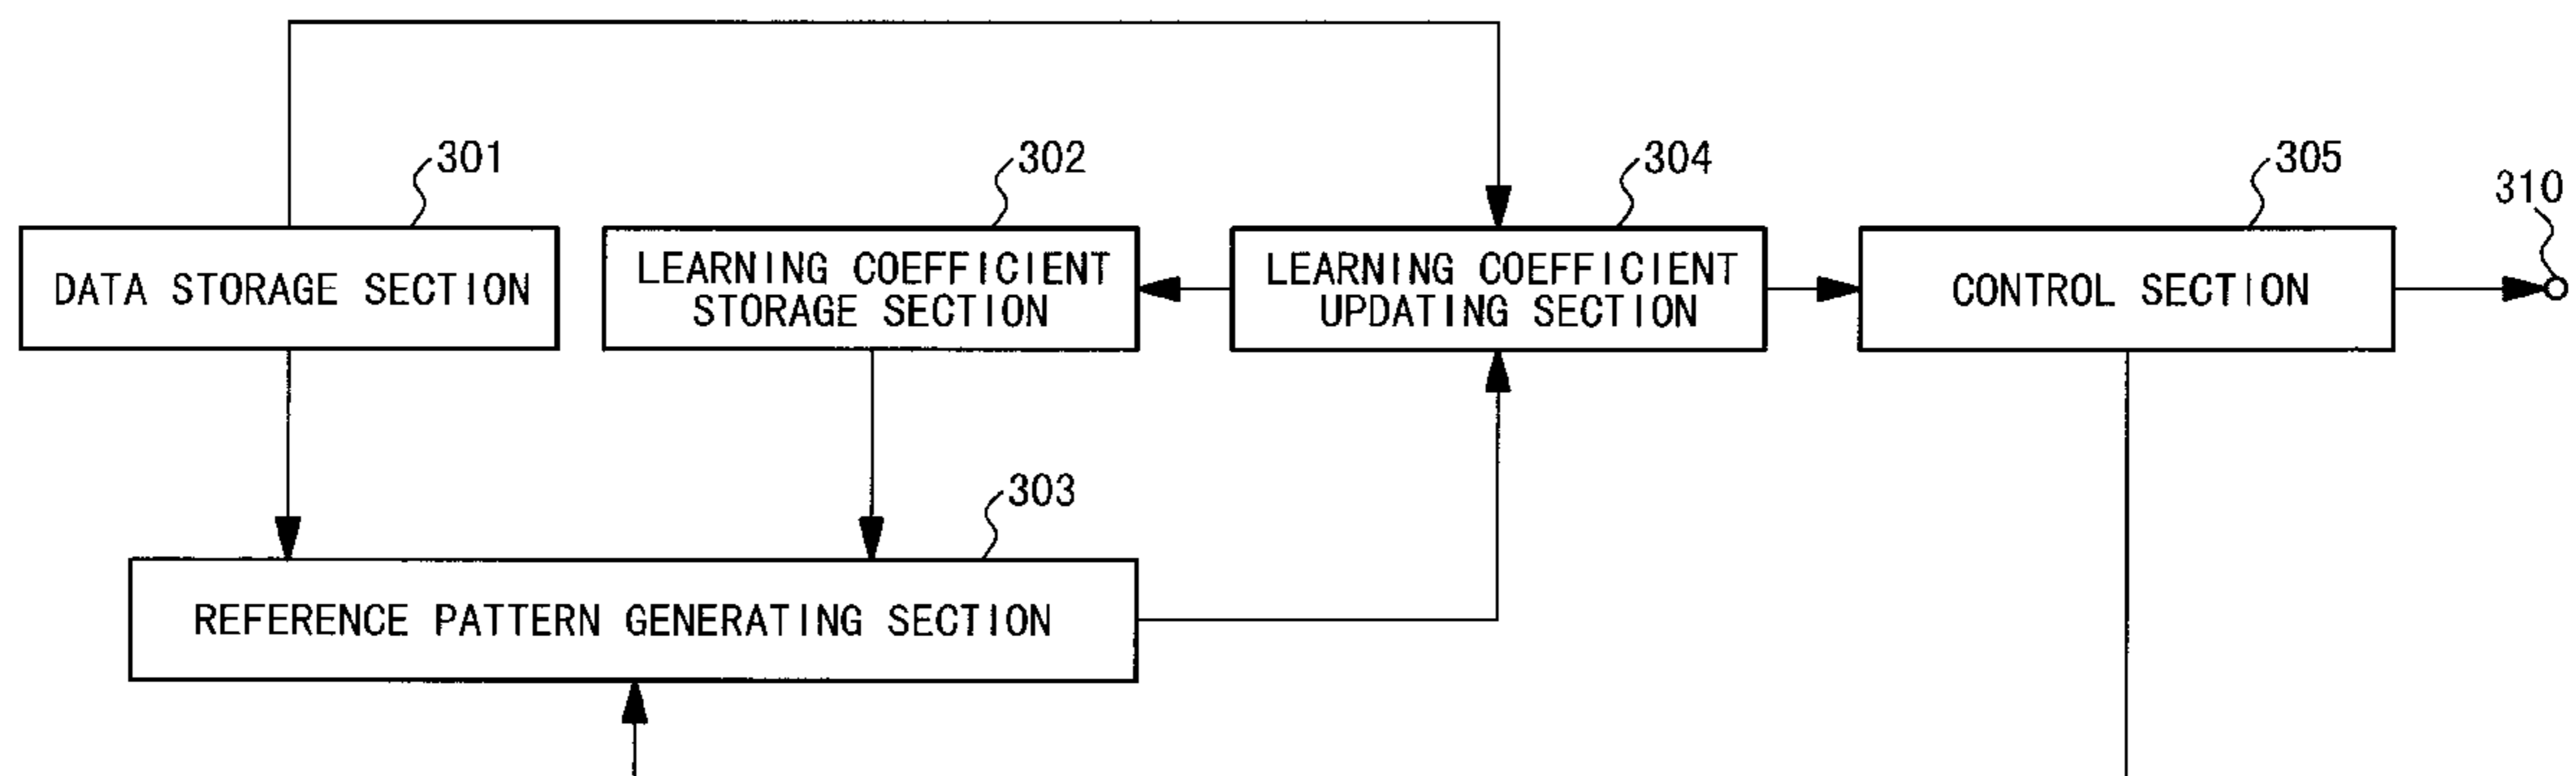 301
302
304
305
310
DATA STORAGE SECTION
LEARNING COEFFICIENT
STORAGE SECTION
LEARNING COEFFICIENT
UPDATING SECTION
CONTROL SECTION
303
REFERENCE PATTERN GENERATING SECTION